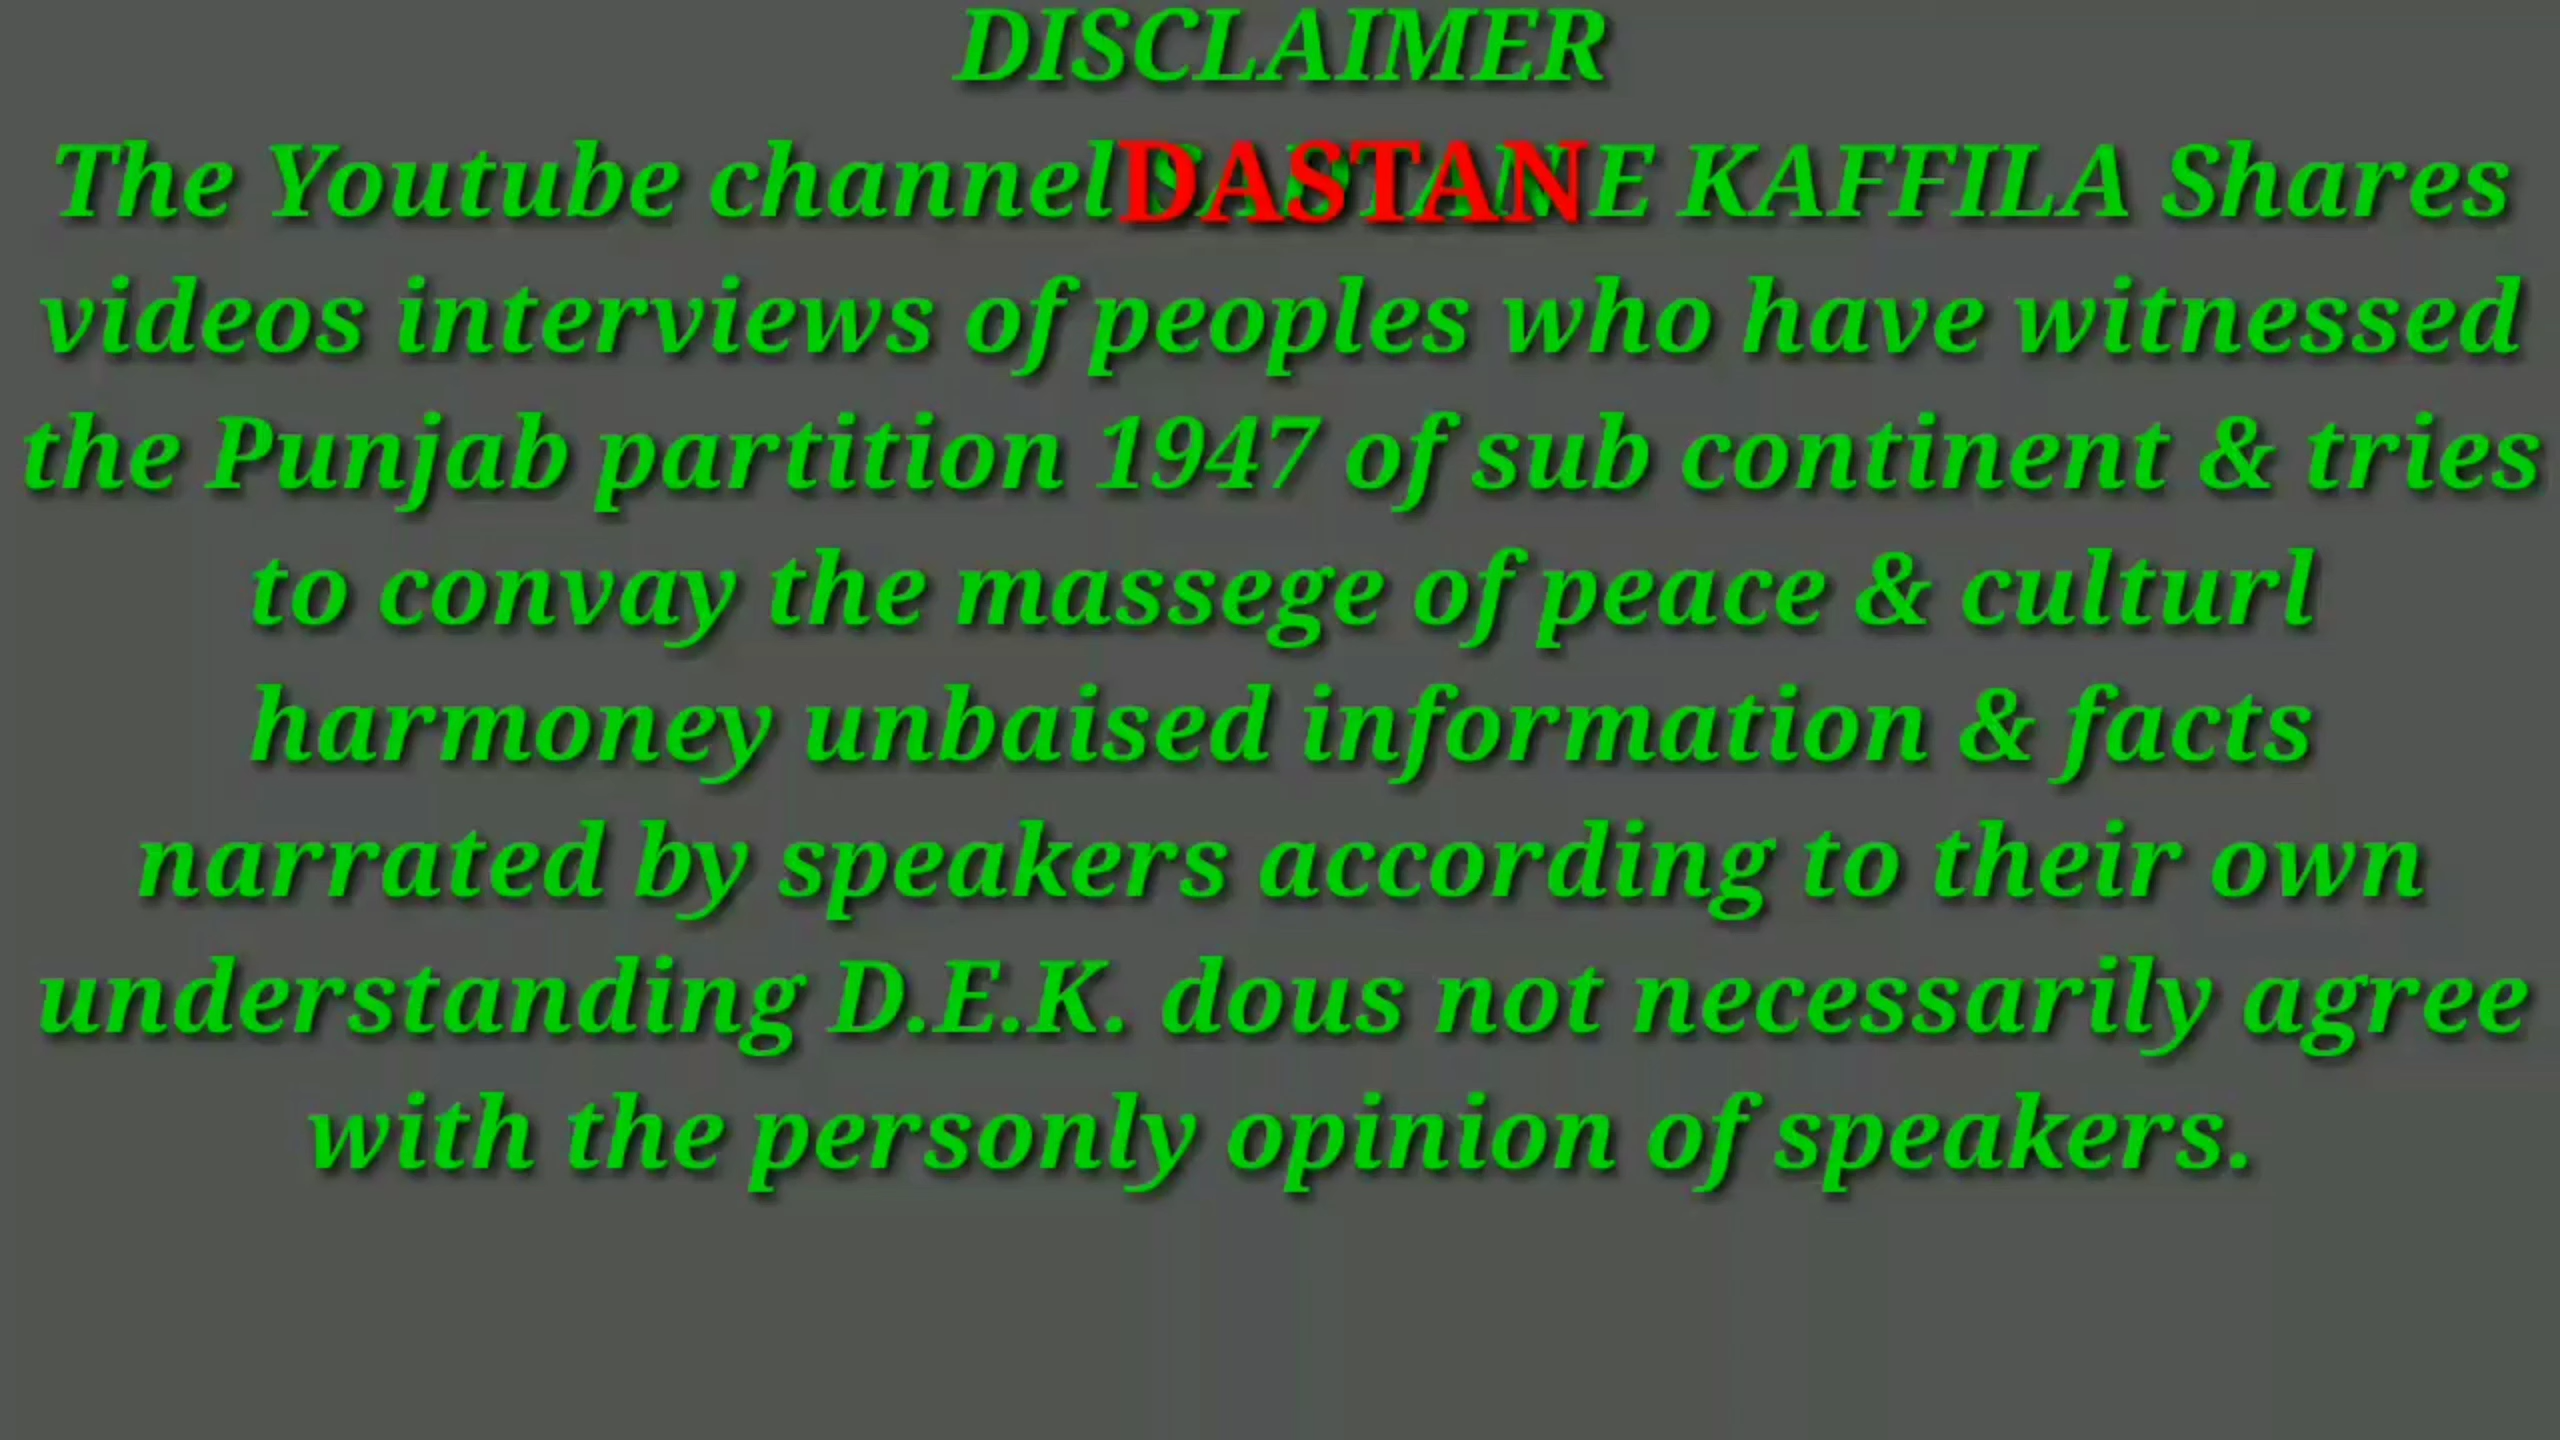 DISCLAIMER
The Youtube channel DASTAN E KAFFILA Shares
videos interviews of peoples who have witnessed
the Punjab partition 1947 of sub continent & tries
to convay the massege of peace & culturl
harmoney unbaised information & facts
narrated by speakers according to their own
understanding D.E.K. dous not necessarily agree
with the personly opinion of speakers.